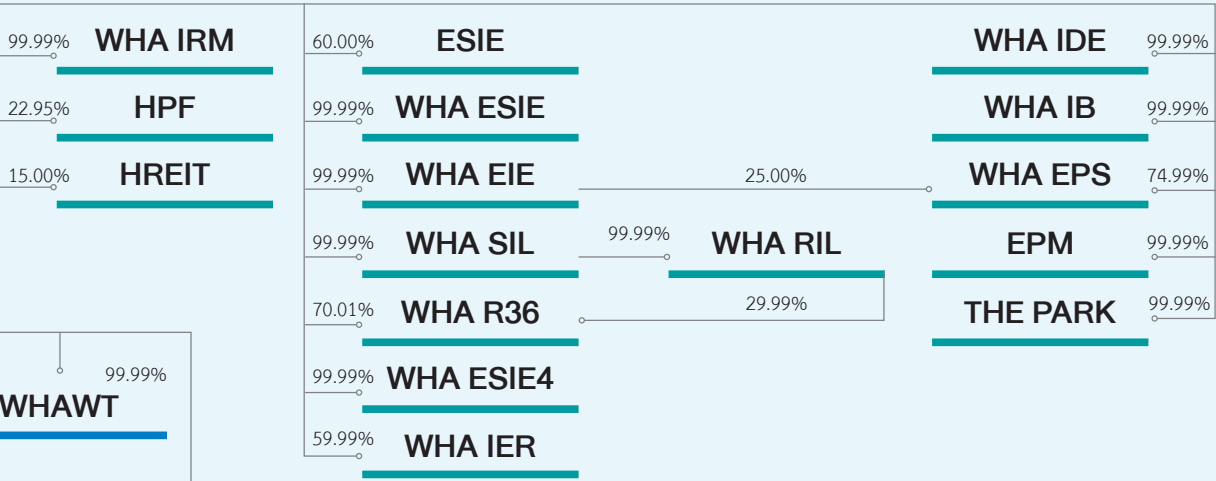 99.99% WHA IRM
22.95% HPF
15.00% HREIT
60.00% ESIE
99.99% WHA ESIE
99.99% WHA EIE 25.00%
99.99% WHA SIL 99.99% WHA RIL
70.01% WHA R36 29.99%
99.99% WHA ESIE4
59.99% WHA IER
WHA IDE 99.99%
WHA IB 99.99%
WHA EPS 74.99%
EPM 99.99%
THE PARK 99.99%
99.99%
WHAWT